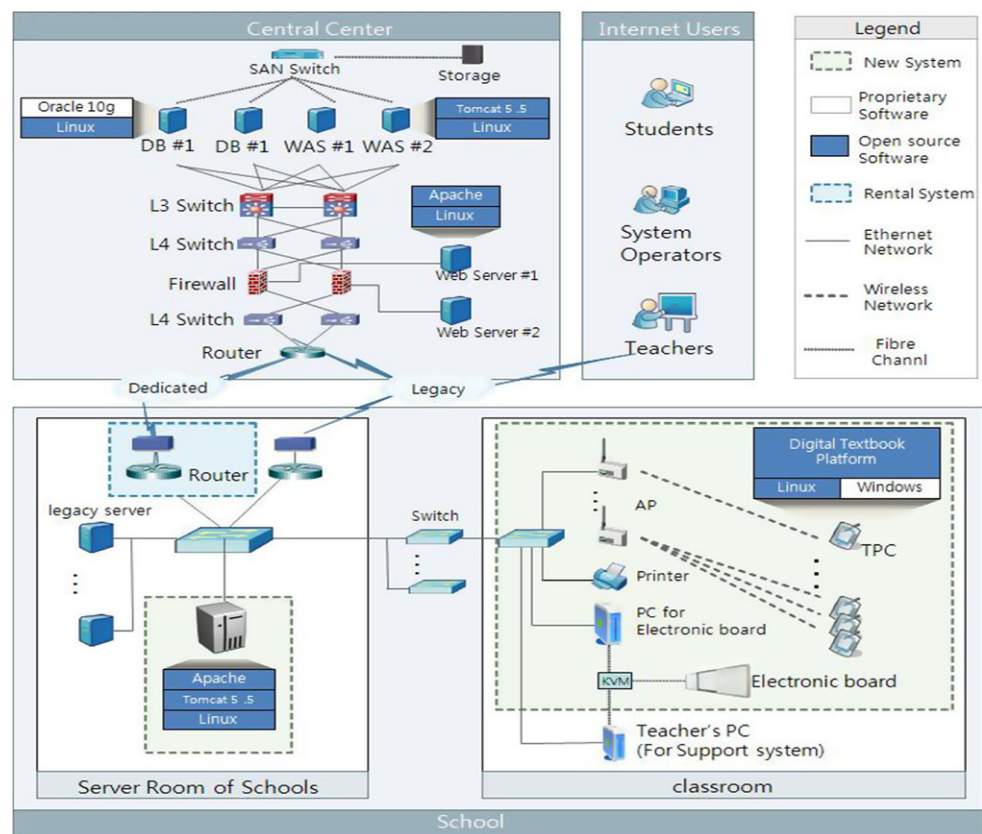 Central Center
SAN Switch
Storage
Oracle 10g
Linux
Tomcat 5 .5
Linux
DB #1
DB #1
WAS #1
WAS #2
L3 Switch
Apache
Linux
L4 Switch
Firewall
Web Server #1
L4 Switch
Web Server #2
Router
Internet Users
Students
System
Operators
Teachers
Legend
New System
Proprietary
Software
Open source
Software
Rental System
Ethernet
Network
Wireless
Network
Fibre
Channl
Dedicated
Legacy
Router
legacy server
Apache
Tomcat 5 .5
Linux
Server Room of Schools
Switch
AP
Digital Textbook
Platform
Linux
Windows
TPC
Printer
PC for
Electronic board
KVM
Electronic board
Teacher's PC
(For Support system)
classroom
School